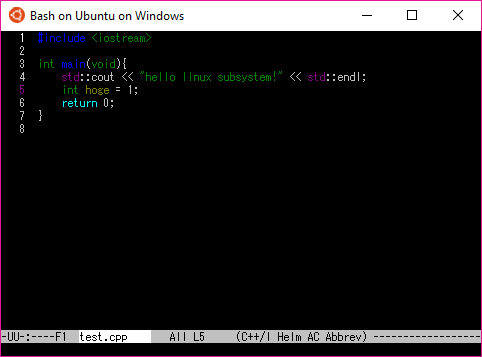 Bash on Ubuntu on Windows
1 #include <iostream>
2
3 int main(void){
4     std::cout << "hello linux subsystem!" << std::endl;
5     int hoge = 1;
6     return 0;
7 }
8
-UU-:----F1  test.cpp       All L5     (C++/l Helm AC Abbrev) -----------------